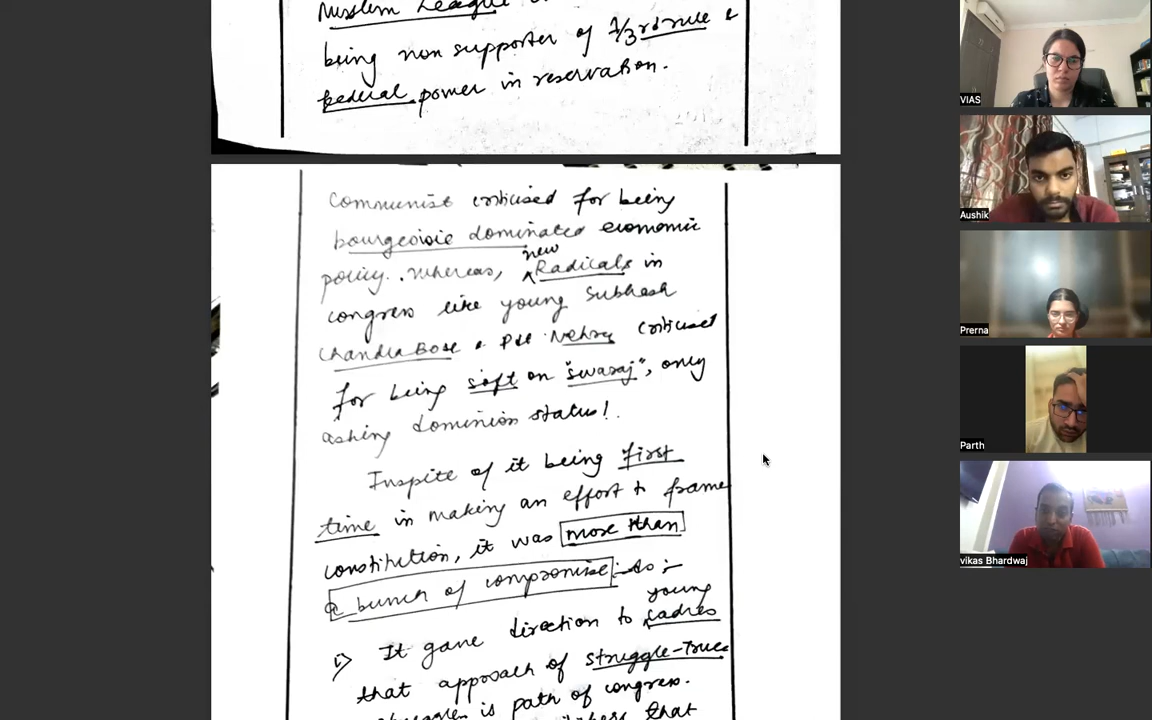 Muslim League
being non supporter of 1/3rd rule &
federal power in reservation.
Communist criticised for being
bourgeoisie dominated economic
policy. Whereas, new Radicals in
congress like young Subhash
Chandra Bose & Pdt. Nehru criticised
for being soft on "swaraj", only
asking dominion status!.
Inspite of it being first
time in making an effort to frame
constitution, it was more than
a bunch of compromise
i> It gave direction to young cadres
that approach of struggle-Truce
is path of congress.
that
VIAS
Aushik
Prerna
Parth
vikas Bhardwaj